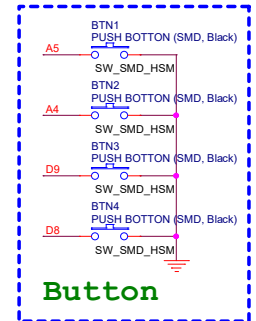 BTN1
PUSH BOTTON (SMD, Black)
A5
SW_SMD_HSM
BTN2
PUSH BOTTON (SMD, Black)
A4
SW_SMD_HSM
BTN3
PUSH BOTTON (SMD, Black)
D9
SW_SMD_HSM
BTN4
PUSH BOTTON (SMD, Black)
D8
SW_SMD_HSM
Button